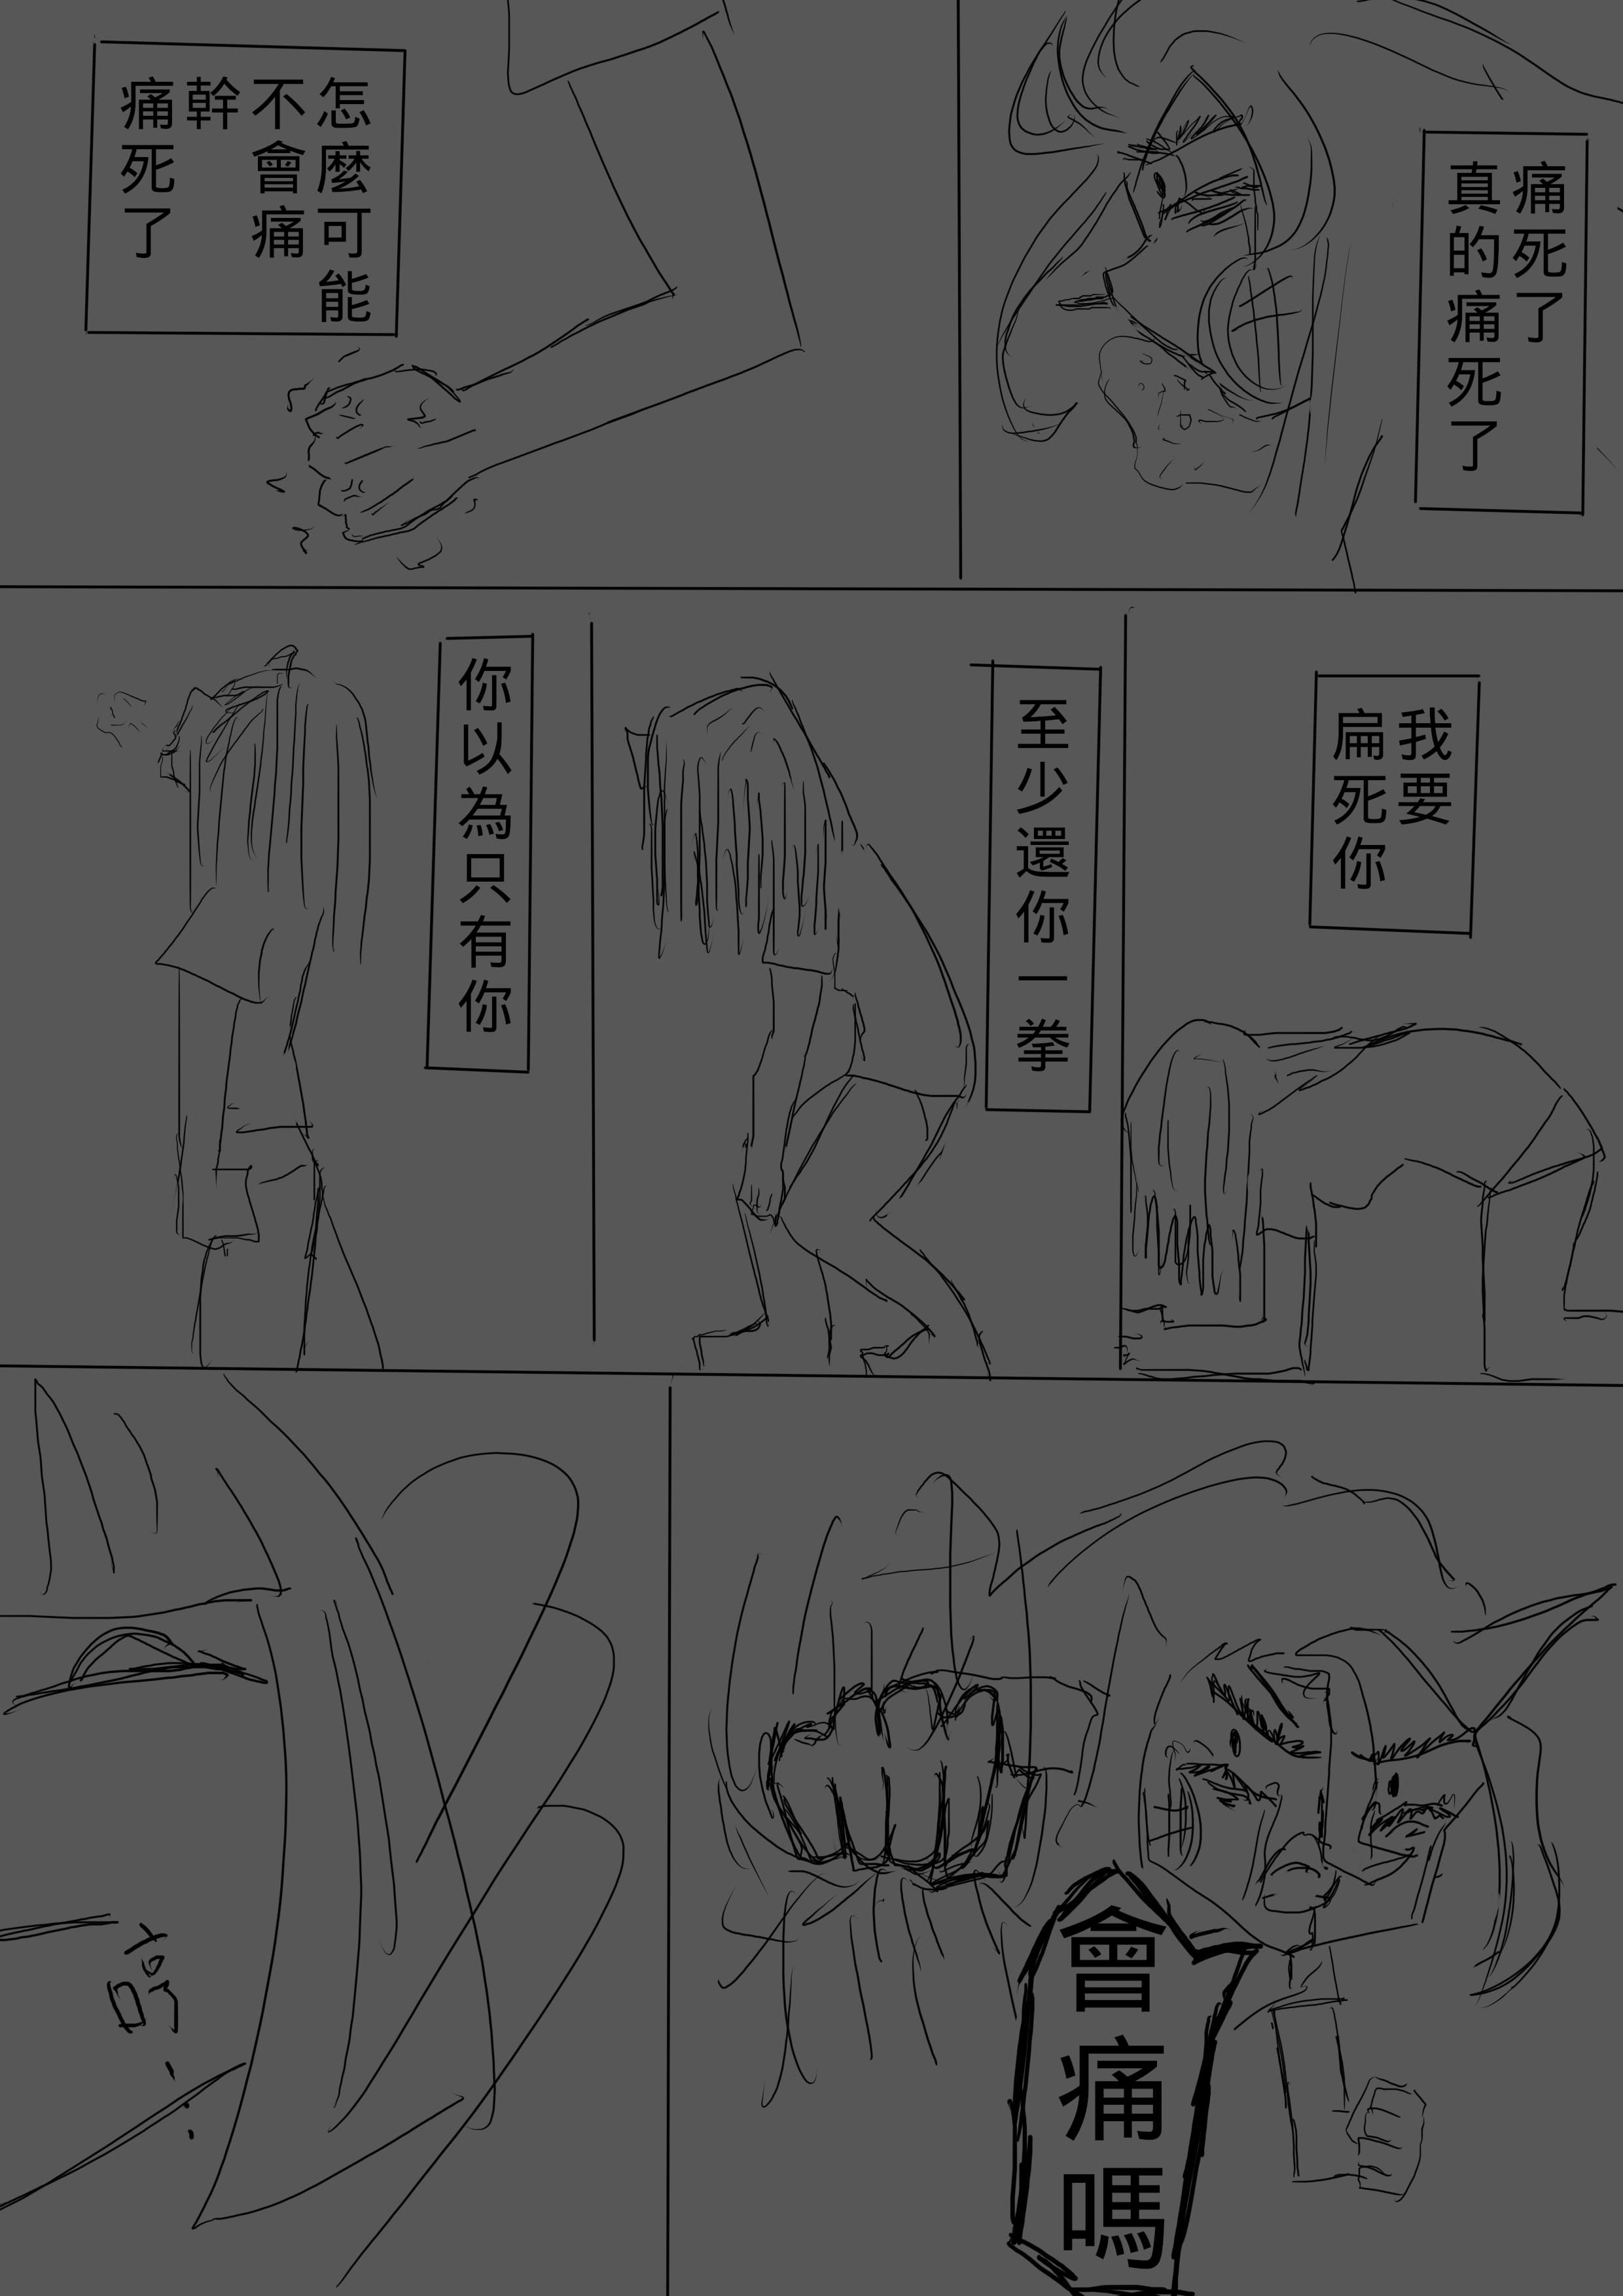 痛死了
真的痛死了
怎麼可能
不會痛
幹
痛死了
我要
扁死你
至小還你一拳
你以為只有你
會痛嗎